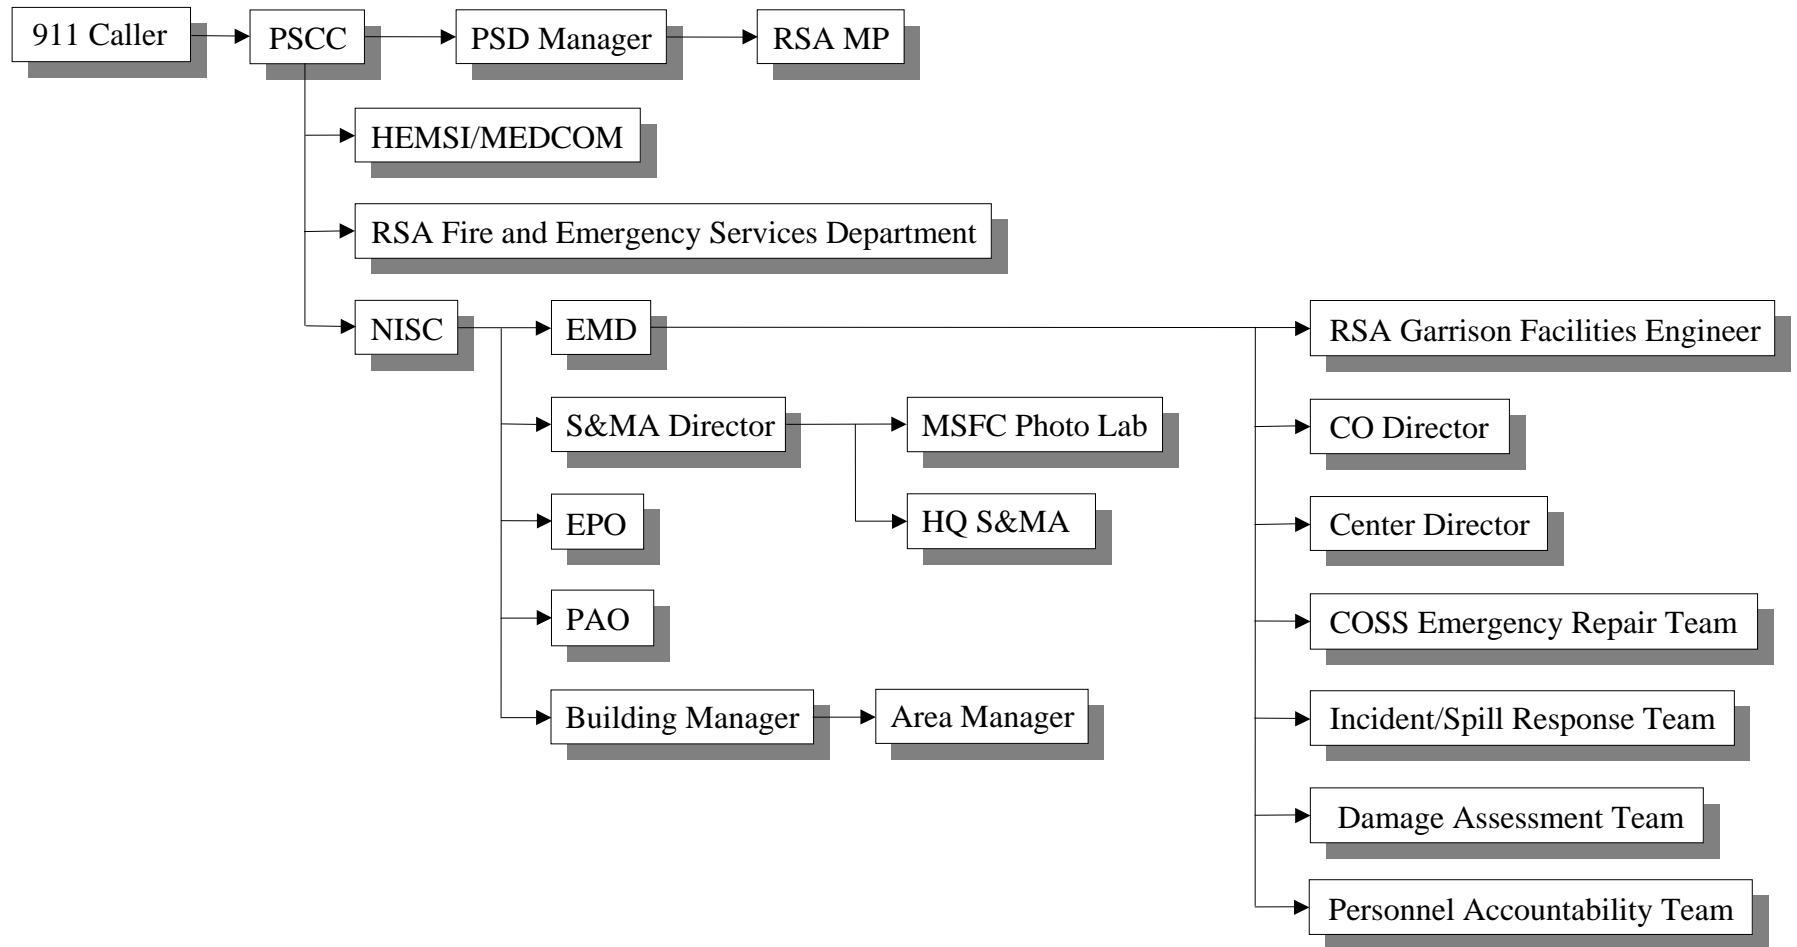 911 Caller
PSCC
PSD Manager
RSA MP
HEMSI/MEDCOM
RSA Fire and Emergency Services Department
NISC
EMD
RSA Garrison Facilities Engineer
S&MA Director
MSFC Photo Lab
CO Director
EPO
HQ S&MA
Center Director
PAO
COSS Emergency Repair Team
Building Manager
Area Manager
Incident/Spill Response Team
Damage Assessment Team
Personnel Accountability Team